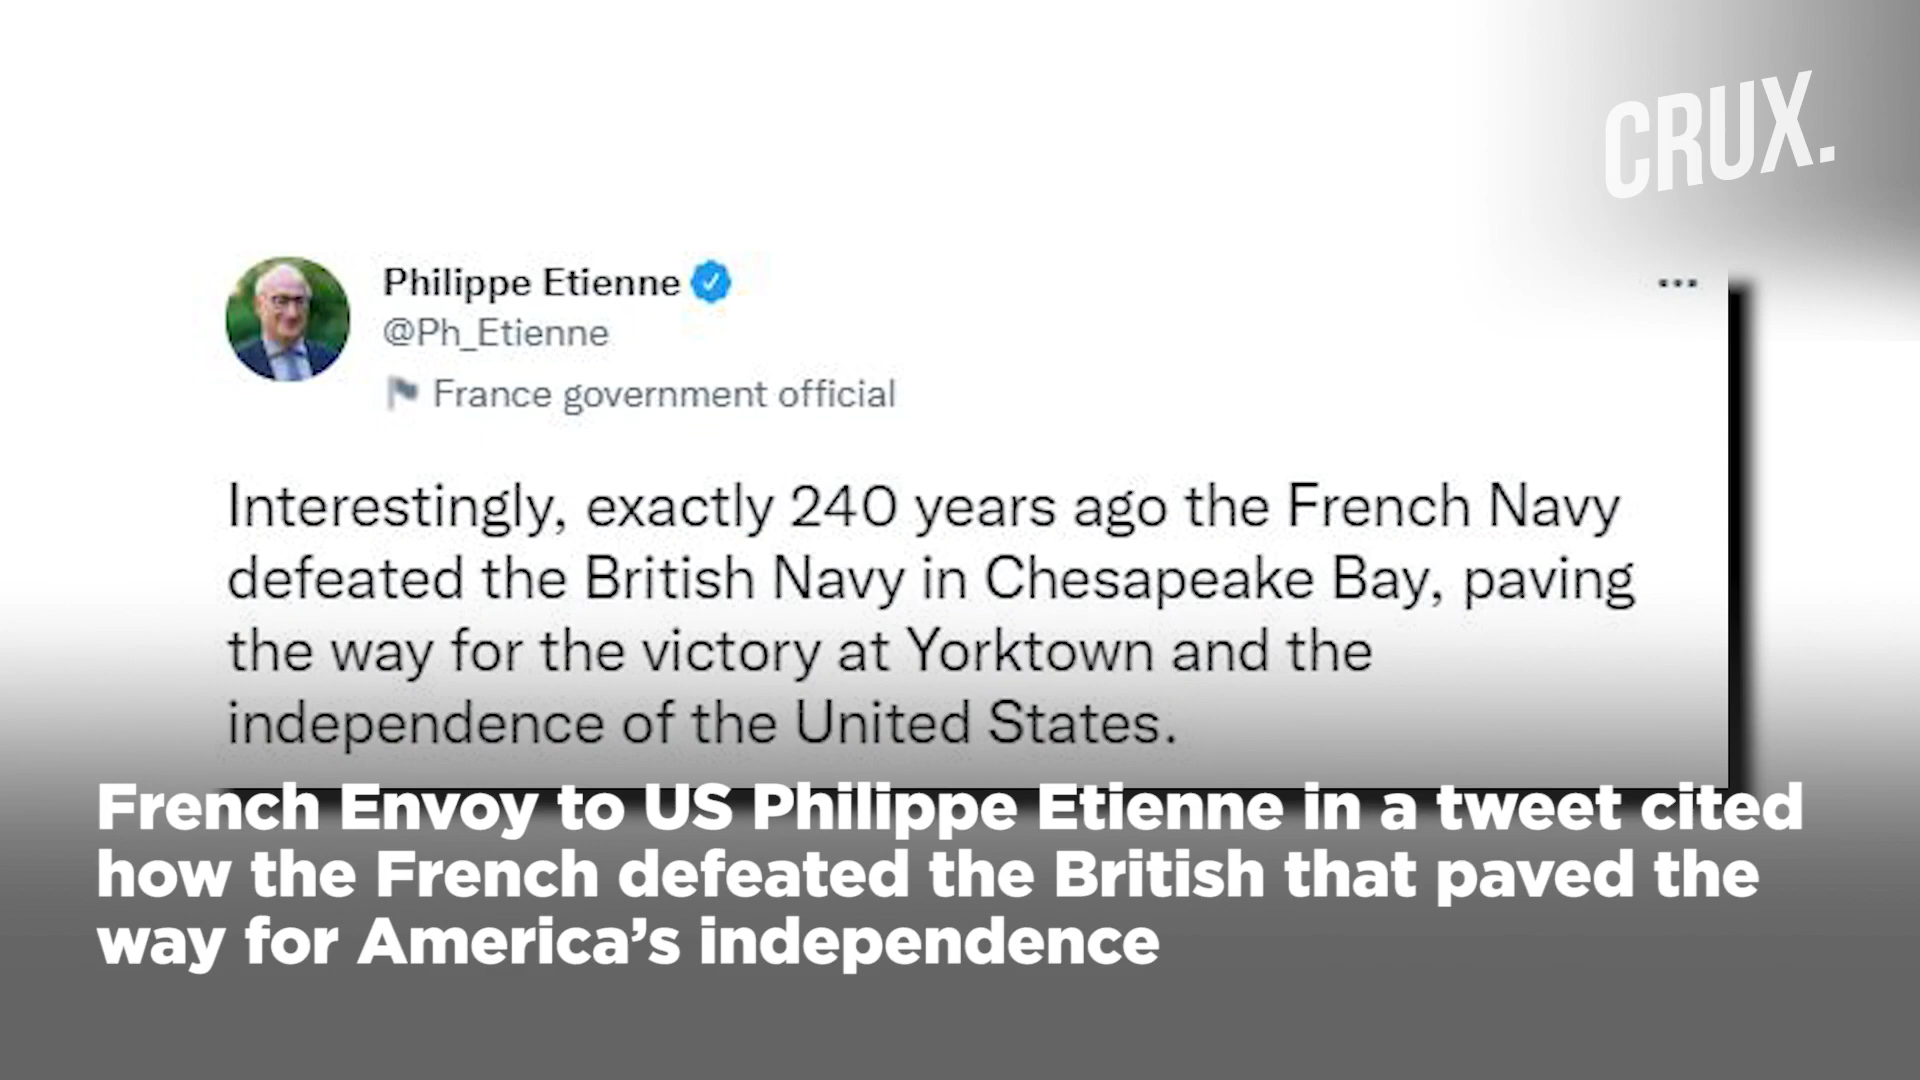 CRUX.
Philippe Etienne
@Ph_Etienne
France government official
Interestingly, exactly 240 years ago the French Navy
defeated the British Navy in Chesapeake Bay, paving
the way for the victory at Yorktown and the
independence of the United States.
French Envoy to US Philippe Etienne in a tweet cited
how the French defeated the British that paved the
way for America’s independence